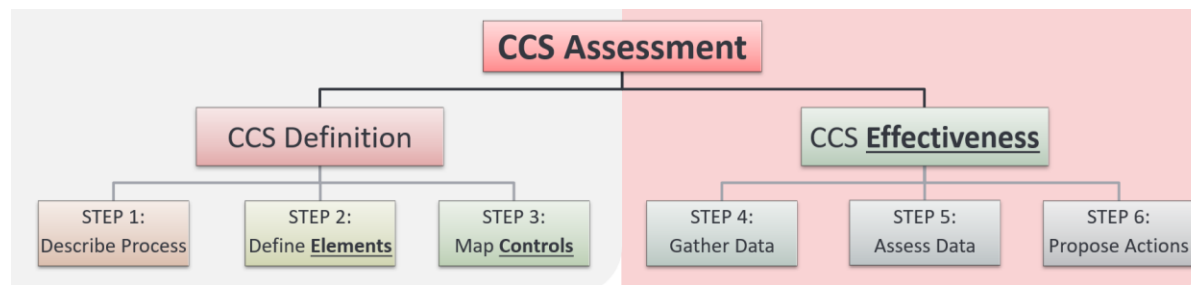 CCS Assessment
CCS Definition
CCS Effectiveness
STEP 1:
Describe Process
STEP 2:
Define Elements
STEP 3:
Map Controls
STEP 4:
Gather Data
STEP 5:
Assess Data
STEP 6:
Propose Actions